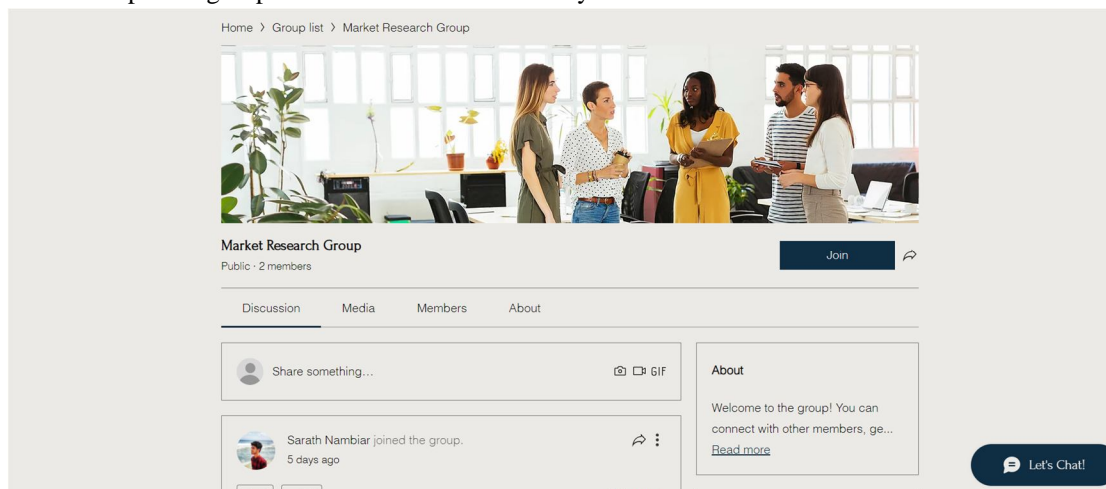 Home > Group list > Market Research Group
Market Research Group
Public · 2 members
Join
Discussion Media Members About
Share something...
GIF
Sarath Nambiar joined the group.
5 days ago
About
Welcome to the group! You can
connect with other members, ge...
Read more
Let's Chat!